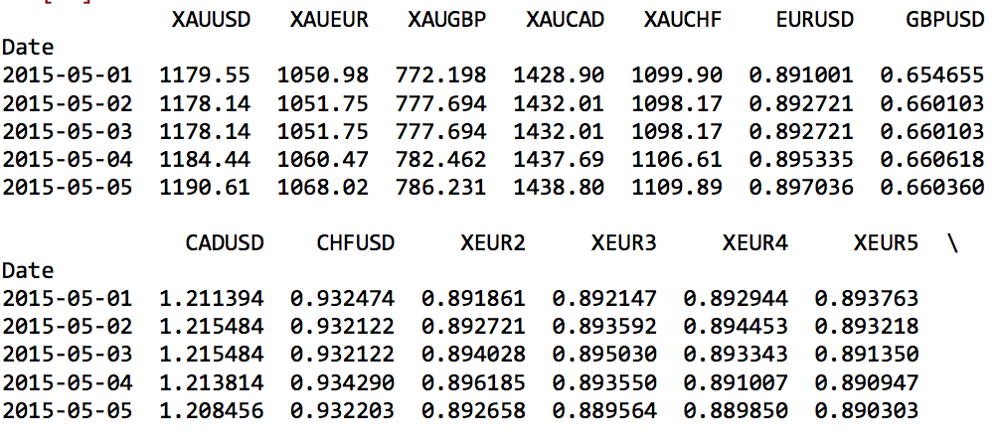 XAUUSD XAUEUR XAUGBP XAUCAD XAUCHF EURUSD GBPUSD
Date
2015-05-01 1179.55 1050.98 772.198 1428.90 1099.90 0.891001 0.654655
2015-05-02 1178.14 1051.75 777.694 1432.01 1098.17 0.892721 0.660103
2015-05-03 1178.14 1051.75 777.694 1432.01 1098.17 0.892721 0.660103
2015-05-04 1184.44 1060.47 782.462 1437.69 1106.61 0.895335 0.660618
2015-05-05 1190.61 1068.02 786.231 1438.80 1109.89 0.897036 0.660360
CADUSD CHFUSD XEUR2 XEUR3 XEUR4 XEUR5 \
Date
2015-05-01 1.211394 0.932474 0.891861 0.892147 0.892944 0.893763
2015-05-02 1.215484 0.932122 0.892721 0.893592 0.894453 0.893218
2015-05-03 1.215484 0.932122 0.894028 0.895030 0.893343 0.891350
2015-05-04 1.213814 0.934290 0.896185 0.893550 0.891007 0.890947
2015-05-05 1.208456 0.932203 0.892658 0.889564 0.889850 0.890303